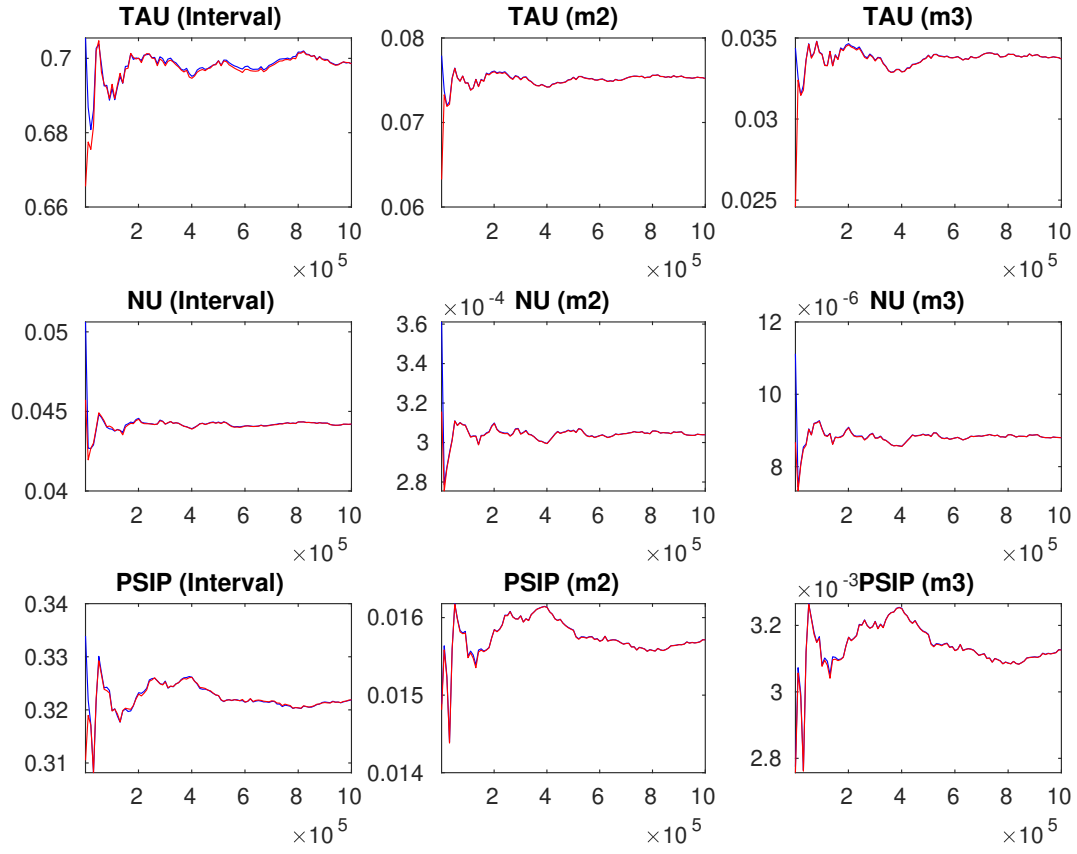 TAU (Interval)
0.7
0.68
0.66
2 4 6 8 10
×10^5
TAU (m2)
0.08
0.07
0.06
2 4 6 8 10
×10^5
TAU (m3)
0.035
0.03
0.025
2 4 6 8 10
×10^5
NU (Interval)
0.05
0.045
0.04
2 4 6 8 10
×10^5
×10^-4 NU (m2)
3.6
3.4
3.2
3
2.8
2 4 6 8 10
×10^5
×10^-6 NU (m3)
12
10
8
2 4 6 8 10
×10^5
PSIP (Interval)
0.34
0.33
0.32
0.31
2 4 6 8 10
×10^5
PSIP (m2)
0.016
0.015
0.014
2 4 6 8 10
×10^5
×10^-3 PSIP (m3)
3.2
3
2.8
2 4 6 8 10
×10^5